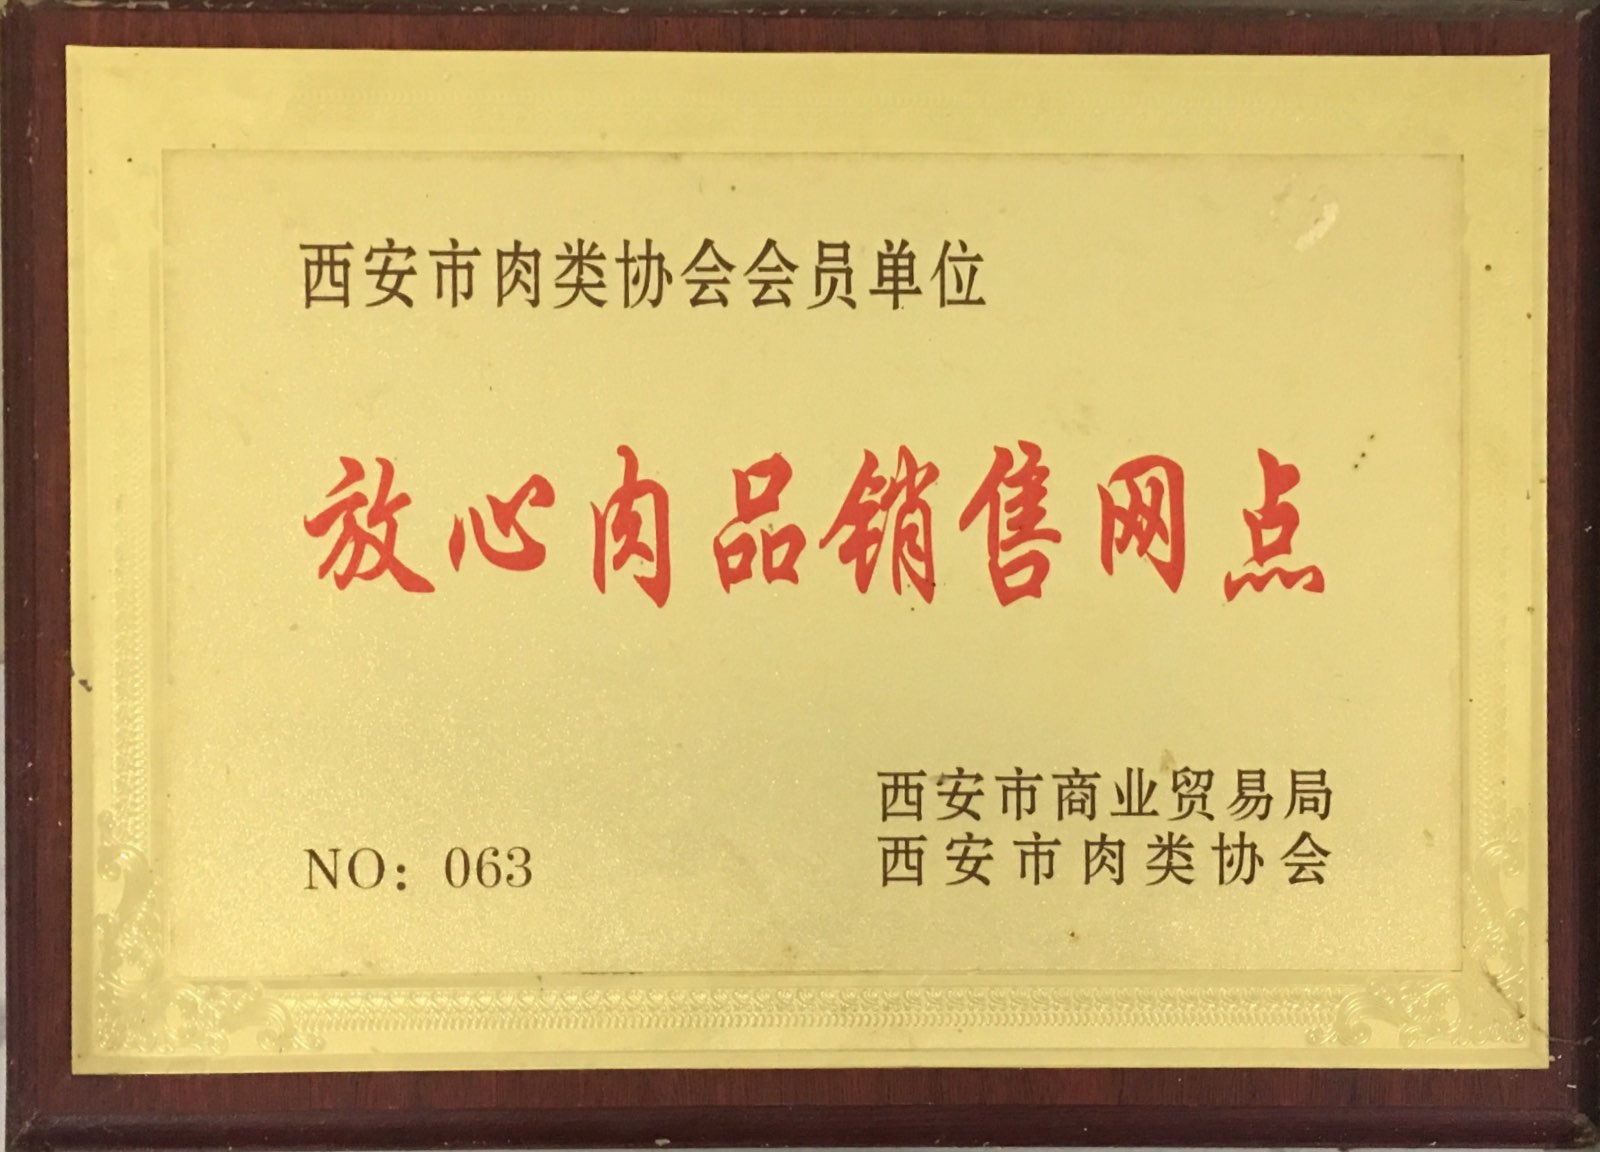 西安市肉类协会会员单位
放心肉品销售网点
西安市商业贸易局
NO：063
西安市肉类协会